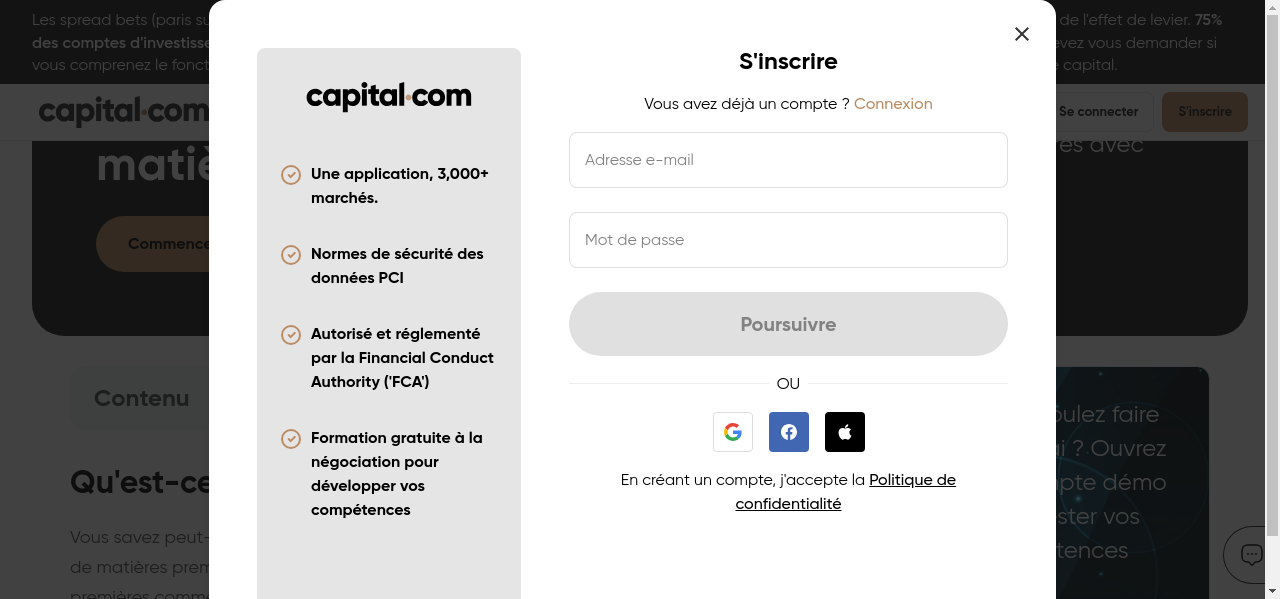 Les spread bets (paris su
de l'effet de levier. 75%
des comptes d'investisse
evez vous demander si
vous comprenez le fonct
capital.
capital.com
Se connecter
S'inscrire
matiè
res avec
Commence
Contenu
Qu'est-ce
Vous savez peut-
de matières prem
premières comme
oulez faire
ai ? Ouvrez
pte démo
ster vos
tences
capital.com
Une application, 3,000+
marchés.
Normes de sécurité des
données PCI
Autorisé et réglementé
par la Financial Conduct
Authority ('FCA')
Formation gratuite à la
négociation pour
développer vos
compétences
S'inscrire
Vous avez déjà un compte ? Connexion
Adresse e-mail
Mot de passe
Poursuivre
OU
En créant un compte, j'accepte la Politique de
confidentialité